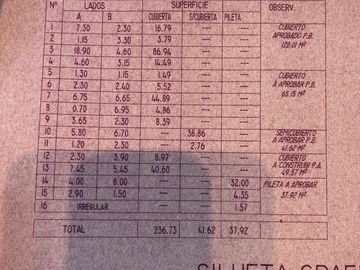 Nº LADOS SUPERFICIE OBSERV.
A B CUBIERTA S/CUBIERTA PILETA
1 7.30 2.30 16.79 --- --- CUBIERTO
2 1.15 3.30 3.79 --- --- APROBADO P.B.
3 18.90 4.60 86.94 --- --- 122.01 M²
4 4.60 3.15 14.49 --- ---
5 1.30 1.15 1.49 --- --- CUBIERTO
6 2.30 2.40 5.52 --- --- A APROBAR P.B.
7 6.75 6.65 44.89 --- --- 65.15 M²
8 0.70 6.95 4.86 --- ---
9 3.65 2.30 8.39 --- ---
10 5.80 6.70 --- 38.86 --- SEMICUBIERTO
11 1.20 2.30 --- 2.76 --- A APROBAR P.B.
41.62 M²
12 2.30 3.90 8.97 --- --- CUBIERTO
13 7.45 5.45 40.60 --- --- A CONSTRUIR P.A.
49.57 M²
14 4.00 8.00 --- --- 32.00 PILETA A APROBAR
15 2.90 1.50 --- --- 4.35 37.92 M²
16 IRREGULAR --- --- 1.57
TOTAL 236.73 41.62 37.92
SILUETA GRAF